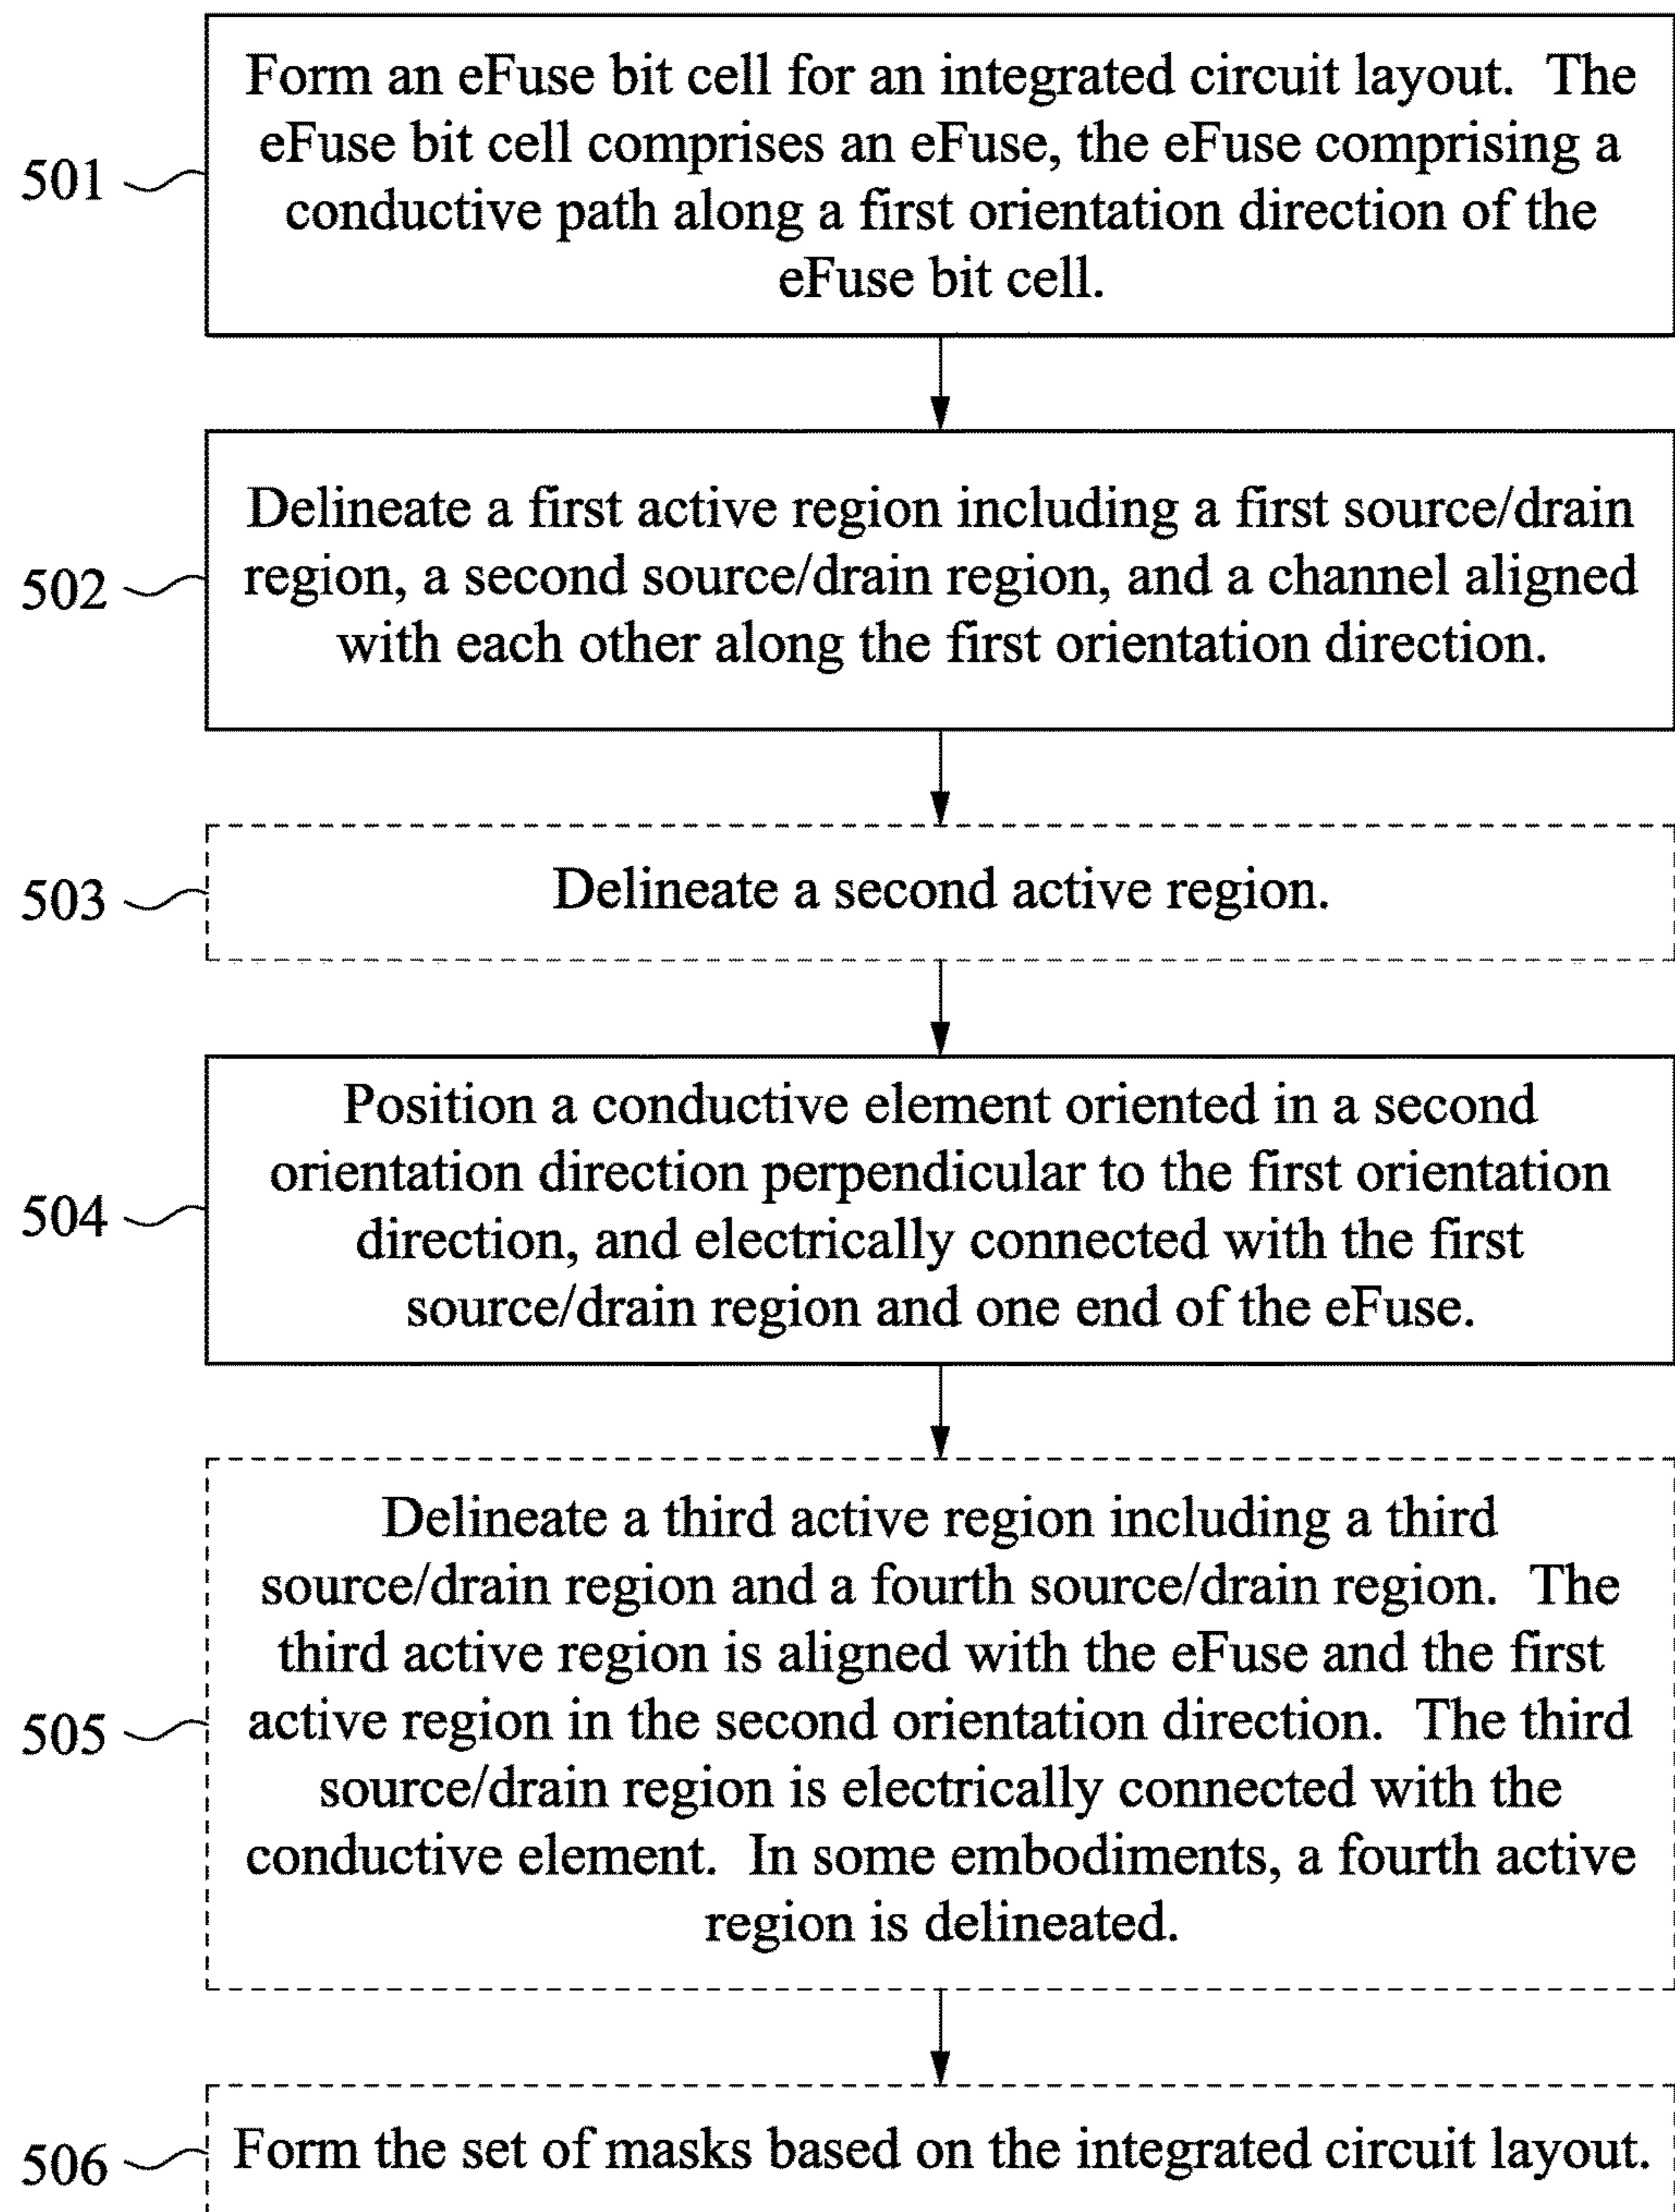 Form an eFuse bit cell for an integrated circuit layout. The
eFuse bit cell comprises an eFuse, the eFuse comprising a
501
conductive path along a first orientation direction of the
eFuse bit cell.
Delineate a first active region including a first source/drain
502
region, a second source/drain region, and a channel aligned
with each other along the first orientation direction.
503
Delineate a second active region.
Position a conductive element oriented in a second
orientation direction perpendicular to the first orientation
504
direction, and electrically connected with the first
source/drain region and one end of the eFuse.
Delineate a third active region including a third
source/drain region and a fourth source/drain region. The
third active region is aligned with the eFuse and the first
505
active region in the second orientation direction. The third
source/drain region is electrically connected with the
conductive element. In some embodiments, a fourth active
region is delineated.
506
Form the set of masks based on the integrated circuit layout.